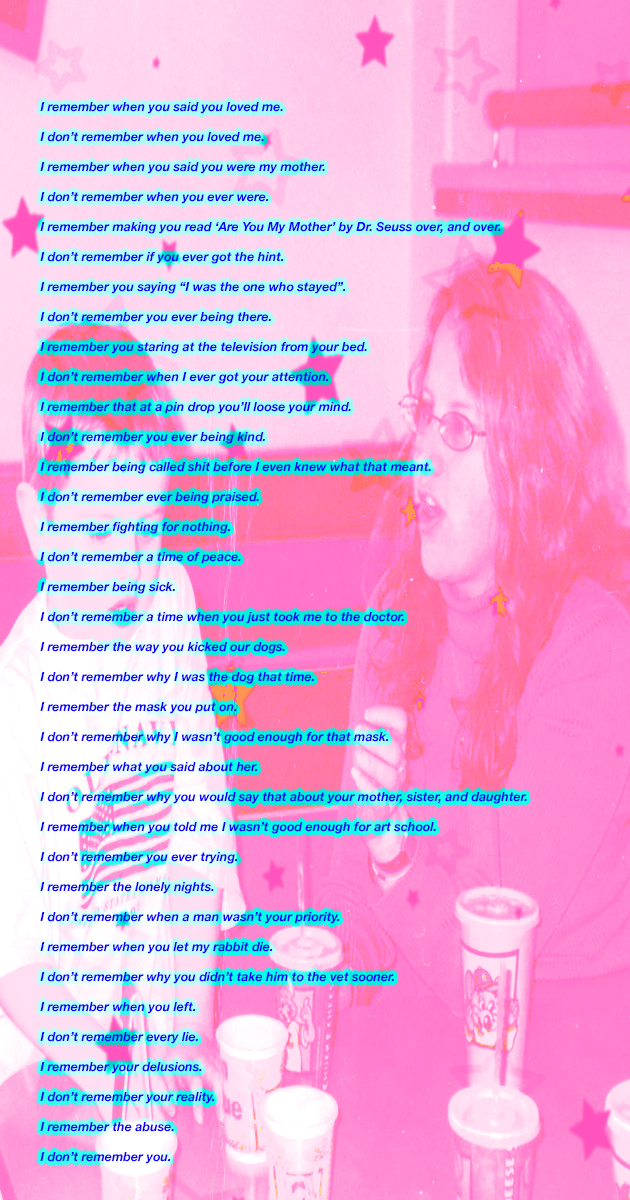 I remember when you said you loved me.
I don't remember when you loved me.
I remember when you said you were my mother.
I don't remember when you ever were.
I remember making you read ‘Are You My Mother’ by Dr. Seuss over, and over.
I don't remember if you ever got the hint.
I remember you saying “I was the one who stayed”.
I don't remember you ever being there.
I remember you staring at the television from your bed.
I don't remember when I ever got your attention.
I remember that at a pin drop you'll loose your mind.
I don't remember you ever being kind.
I remember being called shit before I even knew what that meant.
I don't remember ever being praised.
I remember fighting for nothing.
I don't remember a time of peace.
I remember being sick.
I don't remember a time when you just took me to the doctor.
I remember the way you kicked our dogs.
I don't remember why I was the dog that time.
I remember the mask you put on.
I don't remember why I wasn't good enough for that mask.
I remember what you said about her.
I don't remember why you would say that about your mother, sister, and daughter.
I remember when you told me I wasn't good enough for art school.
I don't remember you ever trying.
I remember the lonely nights.
I don't remember when a man wasn't your priority.
I remember when you let my rabbit die.
I don't remember why you didn't take him to the vet sooner.
I remember when you left.
I don't remember every lie.
I remember your delusions.
I don't remember your reality.
I remember the abuse.
I don't remember you.
OLD NAVY